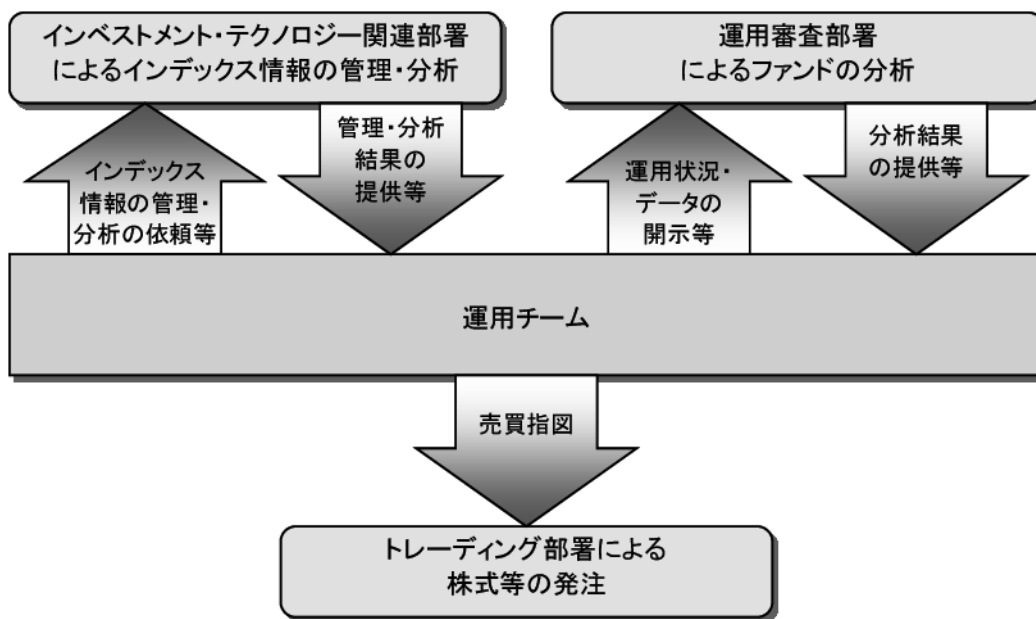 インベストメント・テクノロジー関連部署
によるインデックス情報の管理・分析
運用審査部署
によるファンドの分析
インデックス
情報の管理・
分析の依頼等
管理・分析
結果の
提供等
運用状況・
データの
開示等
分析結果
の提供等
運用チーム
売買指図
トレーディング部署による
株式等の発注